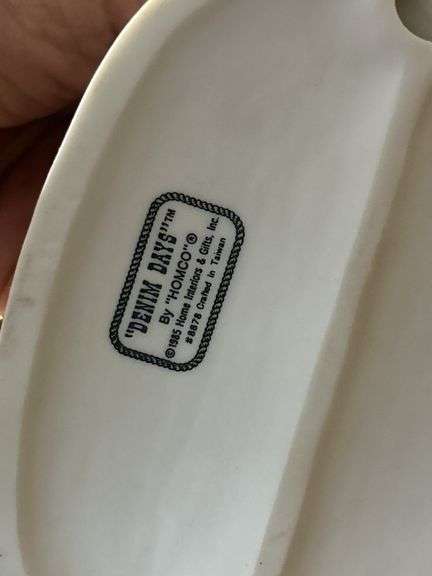 "DENIM DAYS"™
By "HOMCO"®
©1985 Home Interiors & Gifts, Inc.
#8878 Crafted in Taiwan